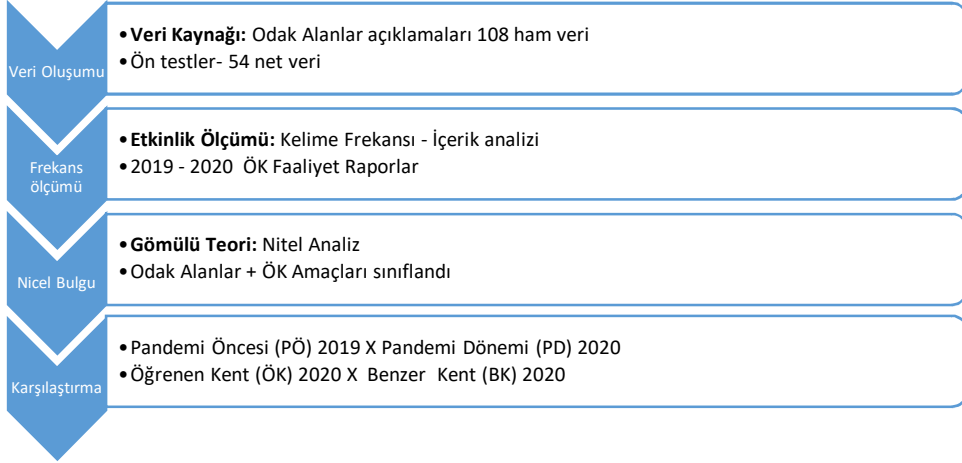 Veri Oluşumu
•Veri Kaynağı: Odak Alanlar açıklamaları 108 ham veri
•Ön testler- 54 net veri
Frekans
ölçümü
•Etkinlik Ölçümü: Kelime Frekansı - İçerik analizi
•2019 - 2020 ÖK Faaliyet Raporlar
Nicel Bulgu
•Gömülü Teori: Nitel Analiz
•Odak Alanlar + ÖK Amaçları sınıflandı
Karşılaştırma
•Pandemi Öncesi (PÖ) 2019 X Pandemi Dönemi (PD) 2020
•Öğrenen Kent (ÖK) 2020 X Benzer Kent (BK) 2020